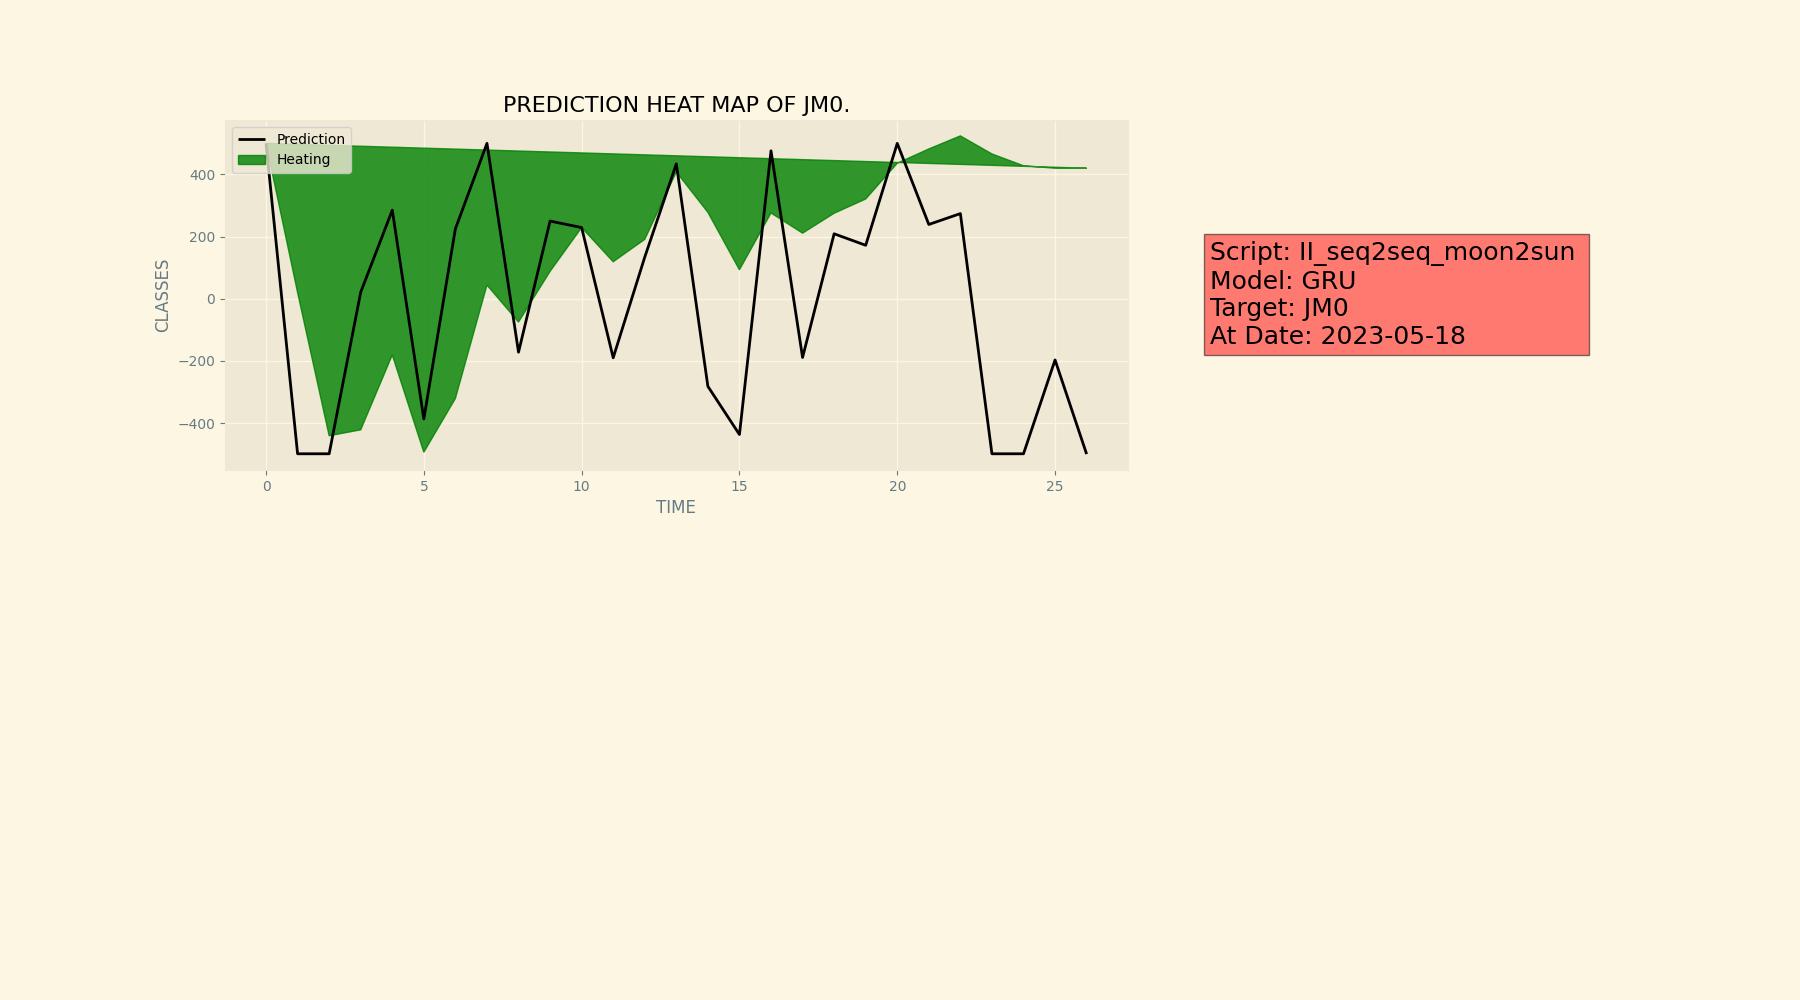 PREDICTION HEAT MAP OF JM0.
Prediction
Heating
400
200
0
−200
−400
CLASSES
0 5 10 15 20 25
TIME
Script: II_seq2seq_moon2sun
Model: GRU
Target: JM0
At Date: 2023-05-18